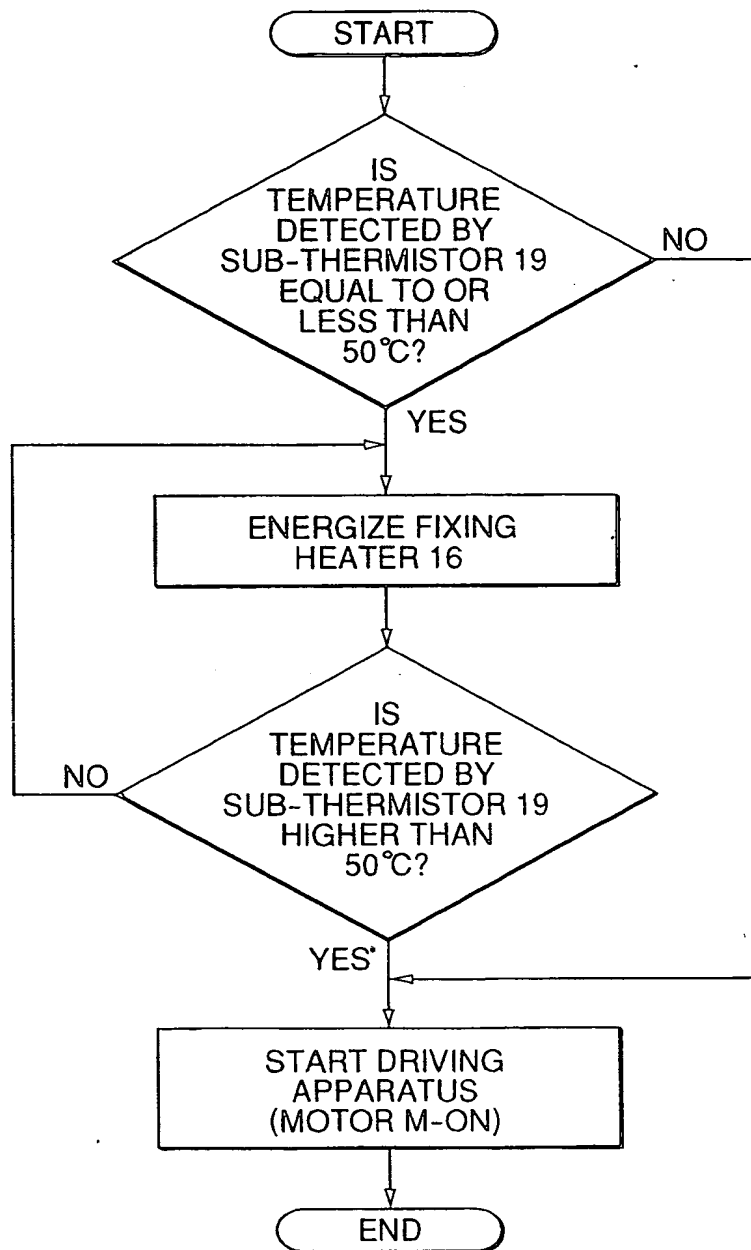 START
IS
TEMPERATURE
DETECTED BY
SUB-THERMISTOR 19
EQUAL TO OR
LESS THAN
50°C?
NO
YES
ENERGIZE FIXING
HEATER 16
IS
TEMPERATURE
DETECTED BY
SUB-THERMISTOR 19
HIGHER THAN
50°C?
NO
YES
START DRIVING
APPARATUS
(MOTOR M-ON)
END